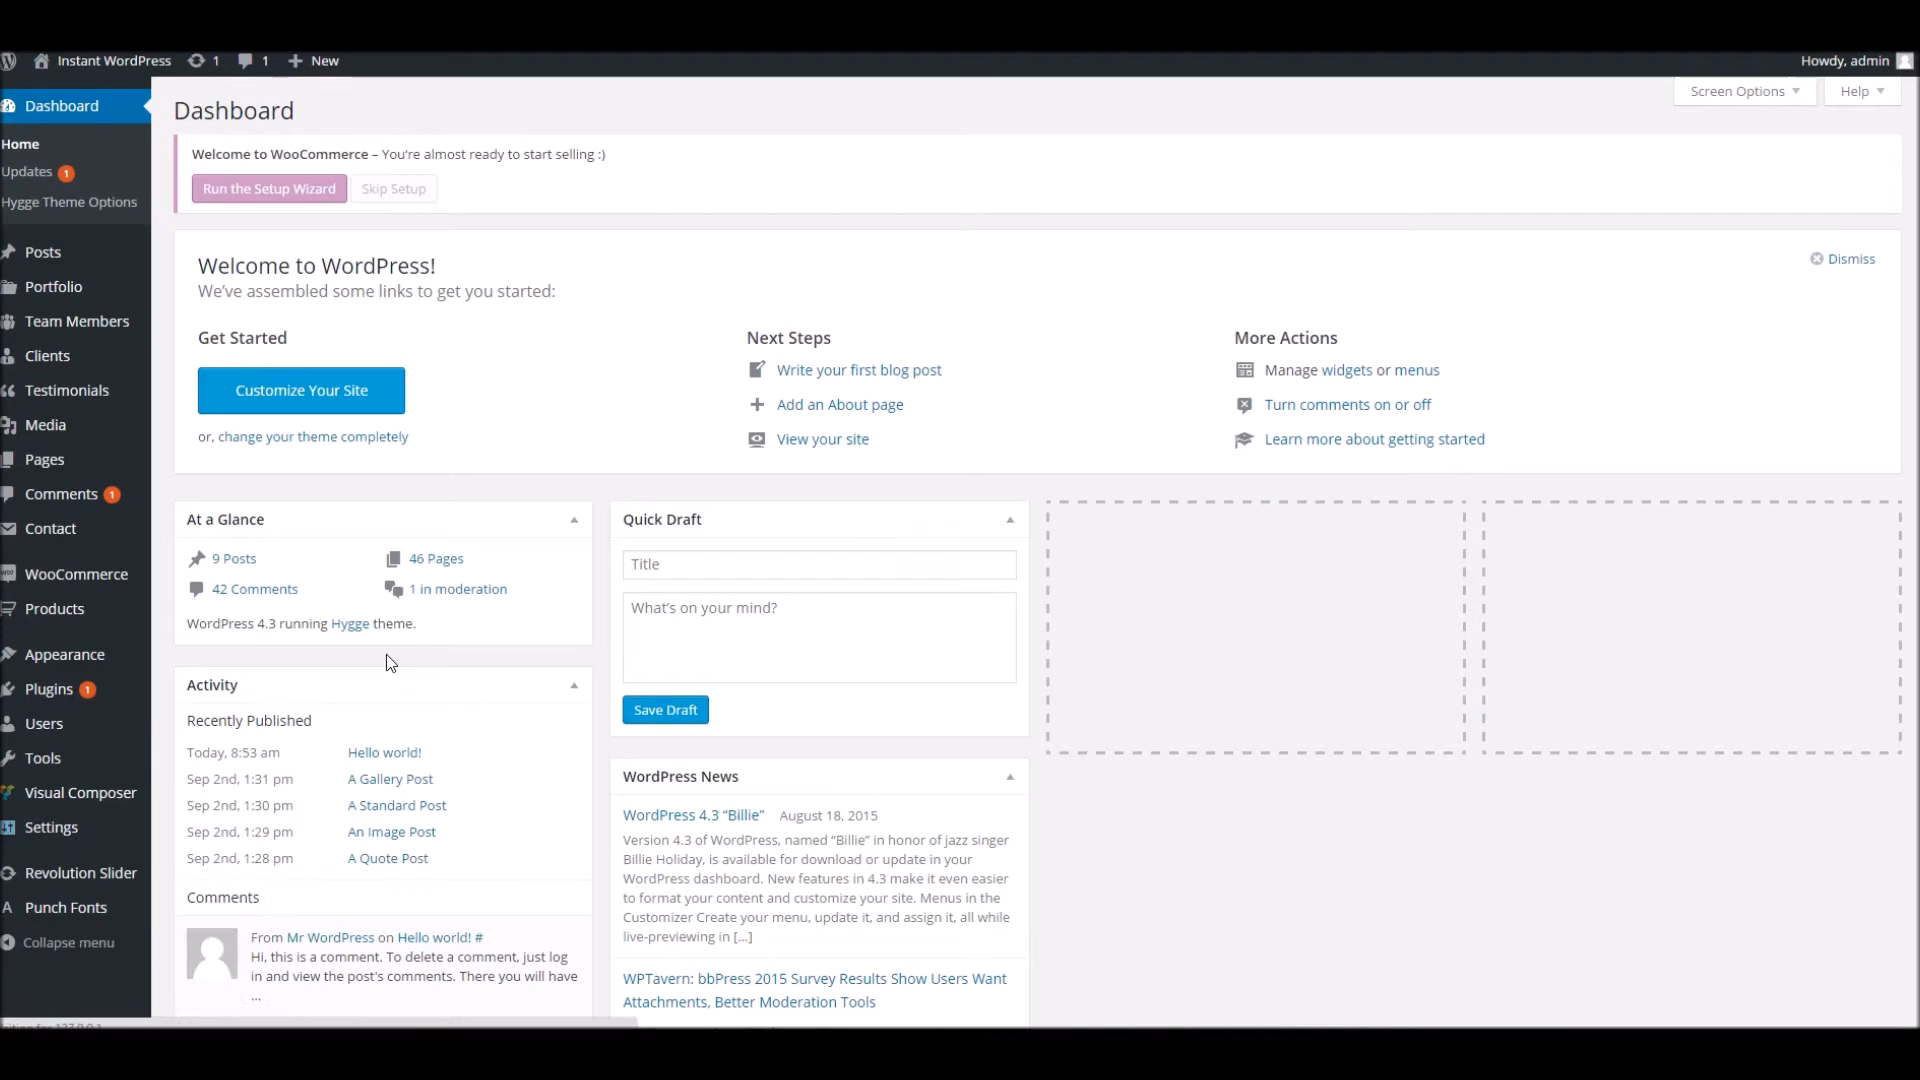 Instant WordPress 1 1 New Howdy, admin
Dashboard
Home
Updates 1
Hygge Theme Options
Posts
Portfolio
Team Members
Clients
Testimonials
Media
Pages
Comments 1
Contact
WooCommerce
Products
Appearance
Plugins 1
Users
Tools
Visual Composer
Settings
Revolution Slider
Punch Fonts
Collapse menu
Screen Options Help
Dashboard
Welcome to WooCommerce – You're almost ready to start selling :)
Run the Setup Wizard Skip Setup
Welcome to WordPress!
Dismiss
We've assembled some links to get you started:
Get Started
Customize Your Site
or, change your theme completely
Next Steps
Write your first blog post
Add an About page
View your site
More Actions
Manage widgets or menus
Turn comments on or off
Learn more about getting started
At a Glance
9 Posts 46 Pages
42 Comments 1 in moderation
WordPress 4.3 running Hygge theme.
Activity
Recently Published
Today, 8:53 am Hello world!
Sep 2nd, 1:31 pm A Gallery Post
Sep 2nd, 1:30 pm A Standard Post
Sep 2nd, 1:29 pm An Image Post
Sep 2nd, 1:28 pm A Quote Post
Comments
From Mr WordPress on Hello world! #
Hi, this is a comment. To delete a comment, just log
in and view the post's comments. There you will have
...
Quick Draft
Title
What's on your mind?
Save Draft
WordPress News
WordPress 4.3 “Billie” August 18, 2015
Version 4.3 of WordPress, named “Billie” in honor of jazz singer
Billie Holiday, is available for download or update in your
WordPress dashboard. New features in 4.3 make it even easier
to format your content and customize your site. Menus in the
Customizer Create your menu, update it, and assign it, all while
live-previewing in [...]
WPTavern: bbPress 2015 Survey Results Show Users Want
Attachments, Better Moderation Tools